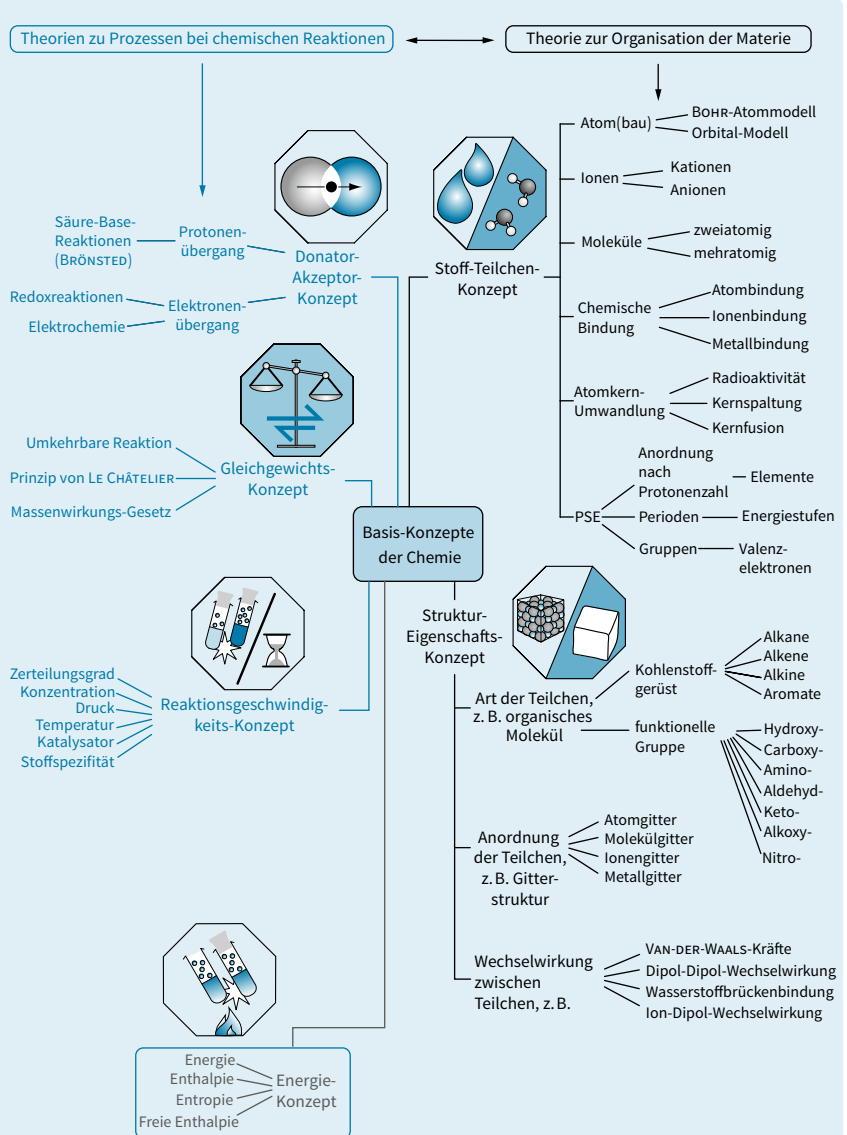 Theorien zu Prozessen bei chemischen Reaktionen
Theorie zur Organisation der Materie
Säure-Base-
Reaktionen
(BRÖNSTED)
Protonen-
übergang
Donator-
Akzeptor-
Konzept
Redoxreaktionen
Elektrochemie
Elektronen-
übergang
Umkehrbare Reaktion
Prinzip von LE CHÂTELIER
Massenwirkungs-Gesetz
Gleichgewichts-
Konzept
Basis-Konzepte
der Chemie
Zerteilungsgrad
Konzentration
Druck
Temperatur
Katalysator
Stoffspezifität
Reaktionsgeschwindig-
keits-Konzept
Energie
Enthalpie
Entropie
Freie Enthalpie
Energie-
Konzept
Stoff-Teilchen-
Konzept
Atom(bau)
BOHR-Atommodell
Orbital-Modell
Ionen
Kationen
Anionen
Moleküle
zweiatomig
mehratomig
Chemische
Bindung
Atombindung
Ionenbindung
Metallbindung
Atomkern-
Umwandlung
Radioaktivität
Kernspaltung
Kernfusion
PSE
Anordnung
nach
Protonenzahl
Elemente
Perioden
Energiestufen
Gruppen
Valenz-
elektronen
Struktur-
Eigenschafts-
Konzept
Art der Teilchen,
z. B. organisches
Molekül
Kohlenstoff-
gerüst
Alkane
Alkene
Alkine
Aromate
funktionelle
Gruppe
Hydroxy-
Carboxy-
Amino-
Aldehyd-
Keto-
Alkoxy-
Nitro-
Anordnung
der Teilchen,
z. B. Gitter-
struktur
Atomgitter
Molekülgitter
Ionengitter
Metallgitter
Wechselwirkung
zwischen
Teilchen, z. B.
VAN-DER-WAALS-Kräfte
Dipol-Dipol-Wechselwirkung
Wasserstoffbrückenbindung
Ion-Dipol-Wechselwirkung